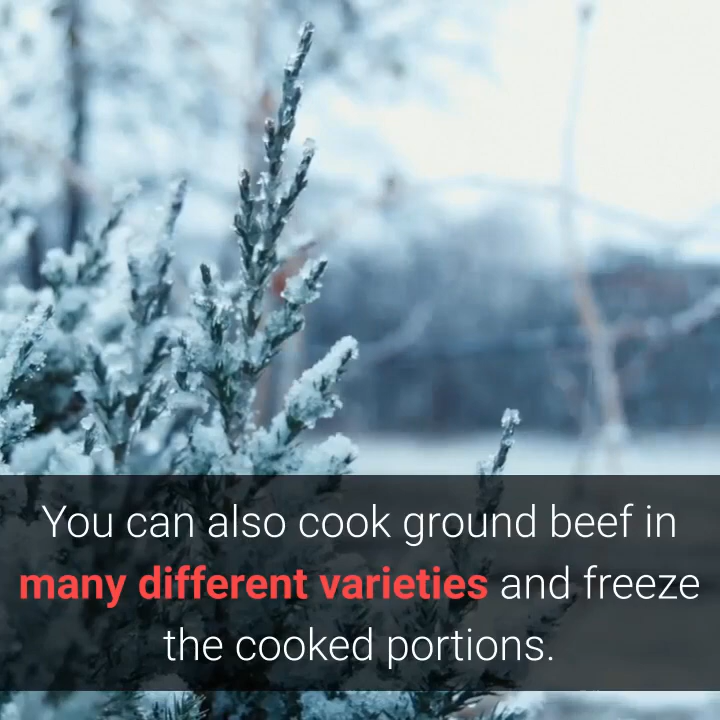 You can also cook ground beef in
many different varieties and freeze
the cooked portions.